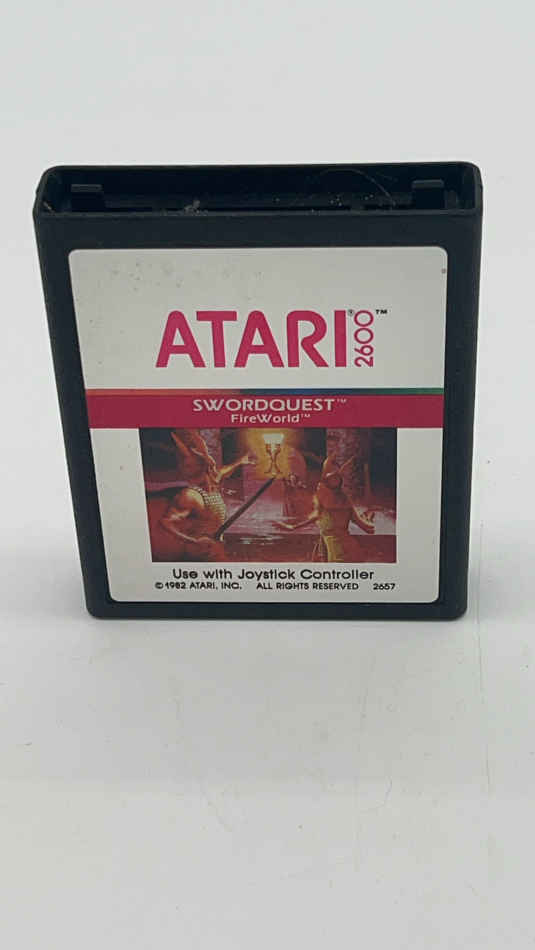 ATARI® 2600™
SWORDQUEST™
FireWorld™
Use with Joystick Controller
© 1982 ATARI, INC. ALL RIGHTS RESERVED 2657